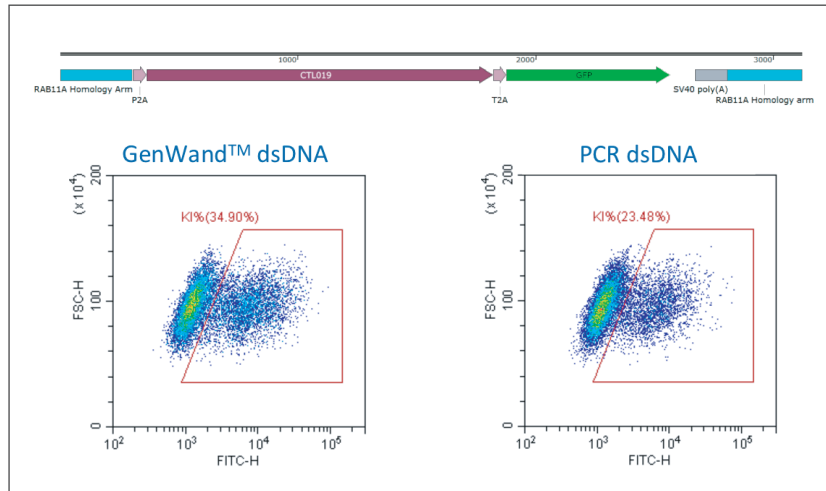 1000 2000 3000
CTL019 GFP
RAB11A Homology Arm SV40 poly(A)
P2A T2A RAB11A Homology arm
GenWand™ dsDNA PCR dsDNA
200 200
(x 10⁴) (x 10⁴)
KI%(34.90%) KI%(23.48%)
FSC-H 100 FSC-H 100
0 0
10² 10³ 10⁴ 10⁵ 10² 10³ 10⁴ 10⁵
FITC-H FITC-H